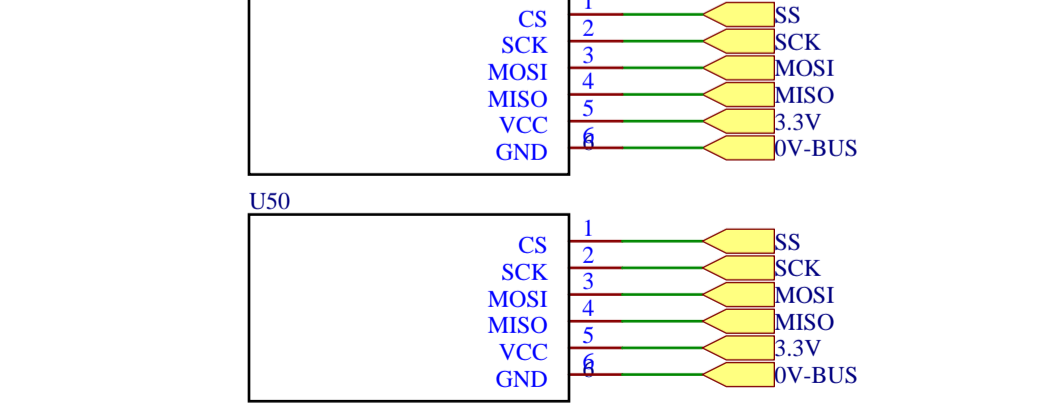 CS 1 SS
SCK 2 SCK
MOSI 3 MOSI
MISO 4 MISO
VCC 5 3.3V
GND 6 0V-BUS
U50
CS 1 SS
SCK 2 SCK
MOSI 3 MOSI
MISO 4 MISO
VCC 5 3.3V
GND 6 0V-BUS